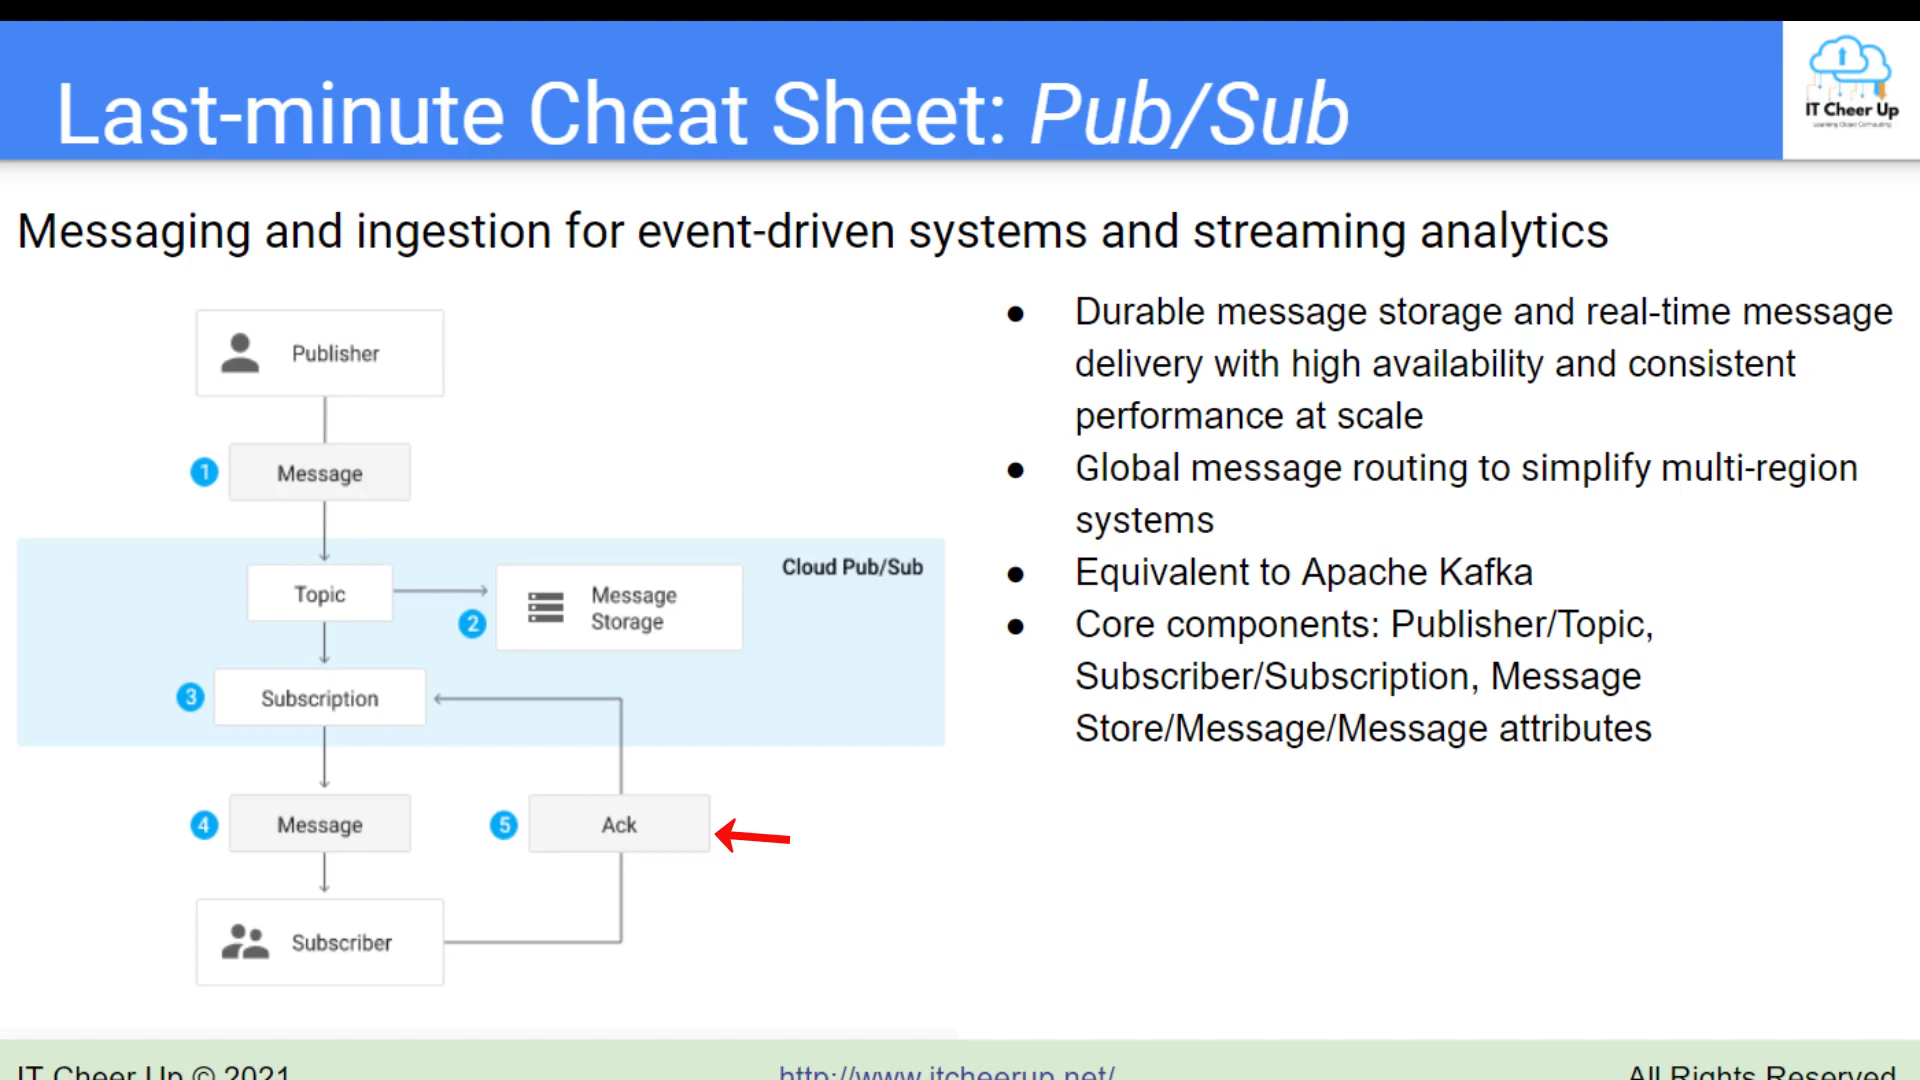 Last-minute Cheat Sheet: Pub/Sub
IT Cheer Up
Learning Cloud Computing
Messaging and ingestion for event-driven systems and streaming analytics
Publisher
1
Message
Cloud Pub/Sub
Topic
2
Message
Storage
3
Subscription
4
Message
5
Ack
Subscriber
● Durable message storage and real-time message
delivery with high availability and consistent
performance at scale
● Global message routing to simplify multi-region
systems
● Equivalent to Apache Kafka
● Core components: Publisher/Topic,
Subscriber/Subscription, Message
Store/Message/Message attributes
IT Cheer Up © 2021
http://www.itcheerup.net/
All Rights Reserved